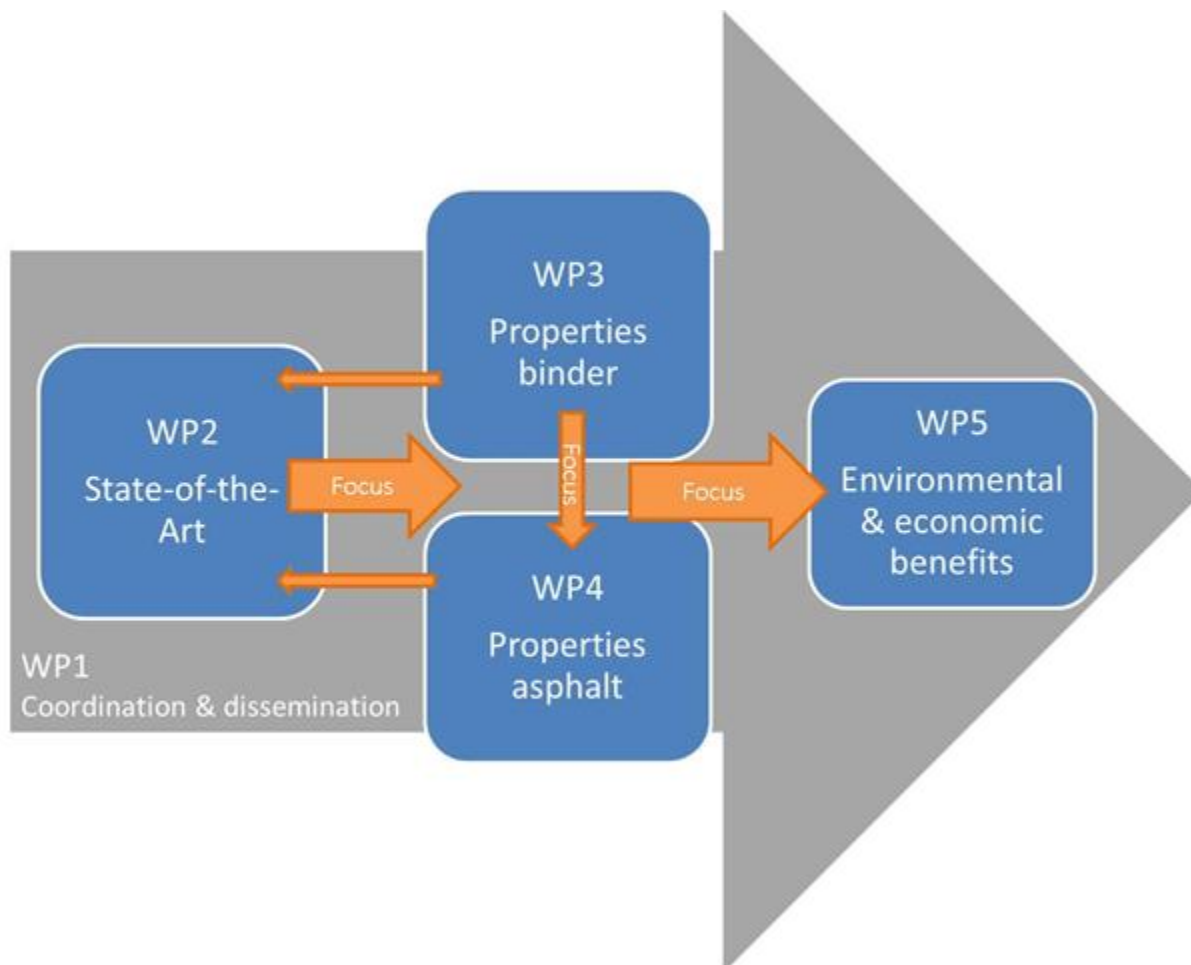 WP3
Properties
binder
WP2
State-of-the-
Art
Focus
Focus
Focus
WP5
Environmental
& economic
benefits
WP4
Properties
asphalt
WP1
Coordination & dissemination